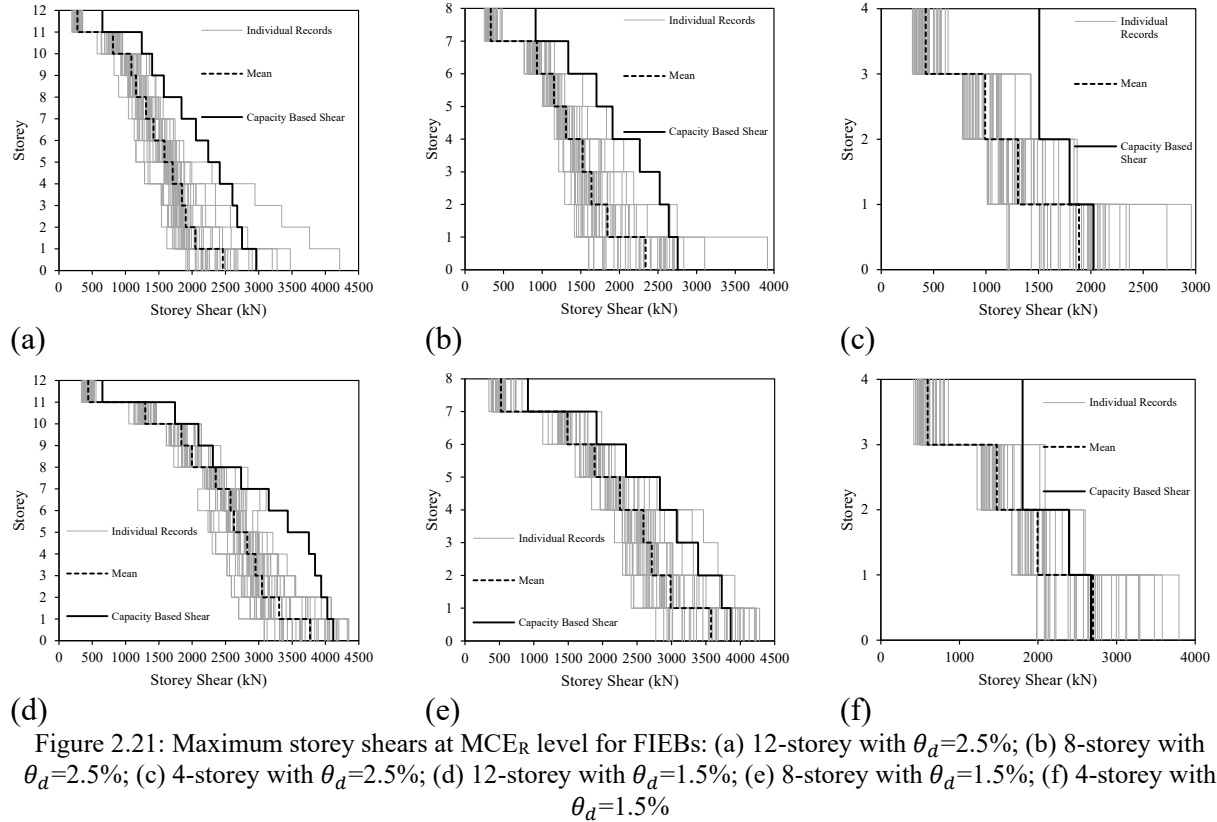 12
11
10
9
8
7
6
5
4
3
2
1
0
Storey
Individual Records
Mean
Capacity Based Shear
0 500 1000 1500 2000 2500 3000 3500 4000 4500
Storey Shear (kN)
(a)
8
7
6
5
4
3
2
1
0
Storey
Individual Records
Mean
Capacity Based Shear
0 500 1000 1500 2000 2500 3000 3500 4000
Storey Shear (kN)
(b)
4
3
2
1
0
Storey
Individual
Records
Mean
Capacity Based
Shear
0 500 1000 1500 2000 2500 3000
Storey Shear (kN)
(c)
12
11
10
9
8
7
6
5
4
3
2
1
0
Storey
Individual Records
Mean
Capacity Based Shear
0 500 1000 1500 2000 2500 3000 3500 4000 4500
Storey Shear (kN)
(d)
8
7
6
5
4
3
2
1
0
Storey
Individual Records
Mean
Capacity Based Shear
0 500 1000 1500 2000 2500 3000 3500 4000 4500
Storey Shear (kN)
(e)
4
3
2
1
0
Storey
Individual Records
Mean
Capacity Based Shear
0 1000 2000 3000 4000
Storey Shear (kN)
(f)
Figure 2.21: Maximum storey shears at MCE_R level for FIEBs: (a) 12-storey with θ_d=2.5%; (b) 8-storey with
θ_d=2.5%; (c) 4-storey with θ_d=2.5%; (d) 12-storey with θ_d=1.5%; (e) 8-storey with θ_d=1.5%; (f) 4-storey with
θ_d=1.5%